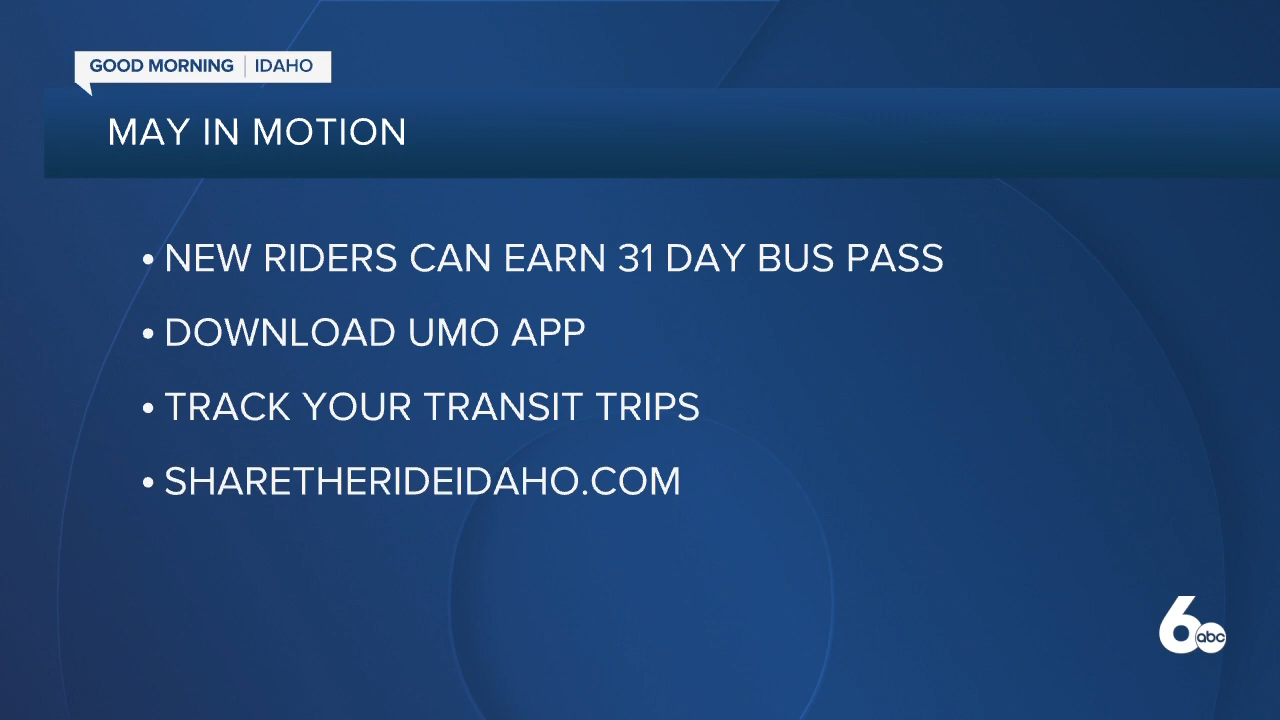 GOOD MORNING | IDAHO
MAY IN MOTION
• NEW RIDERS CAN EARN 31 DAY BUS PASS
• DOWNLOAD UMO APP
• TRACK YOUR TRANSIT TRIPS
• SHARETHERIDEIDAHO.COM
6 abc